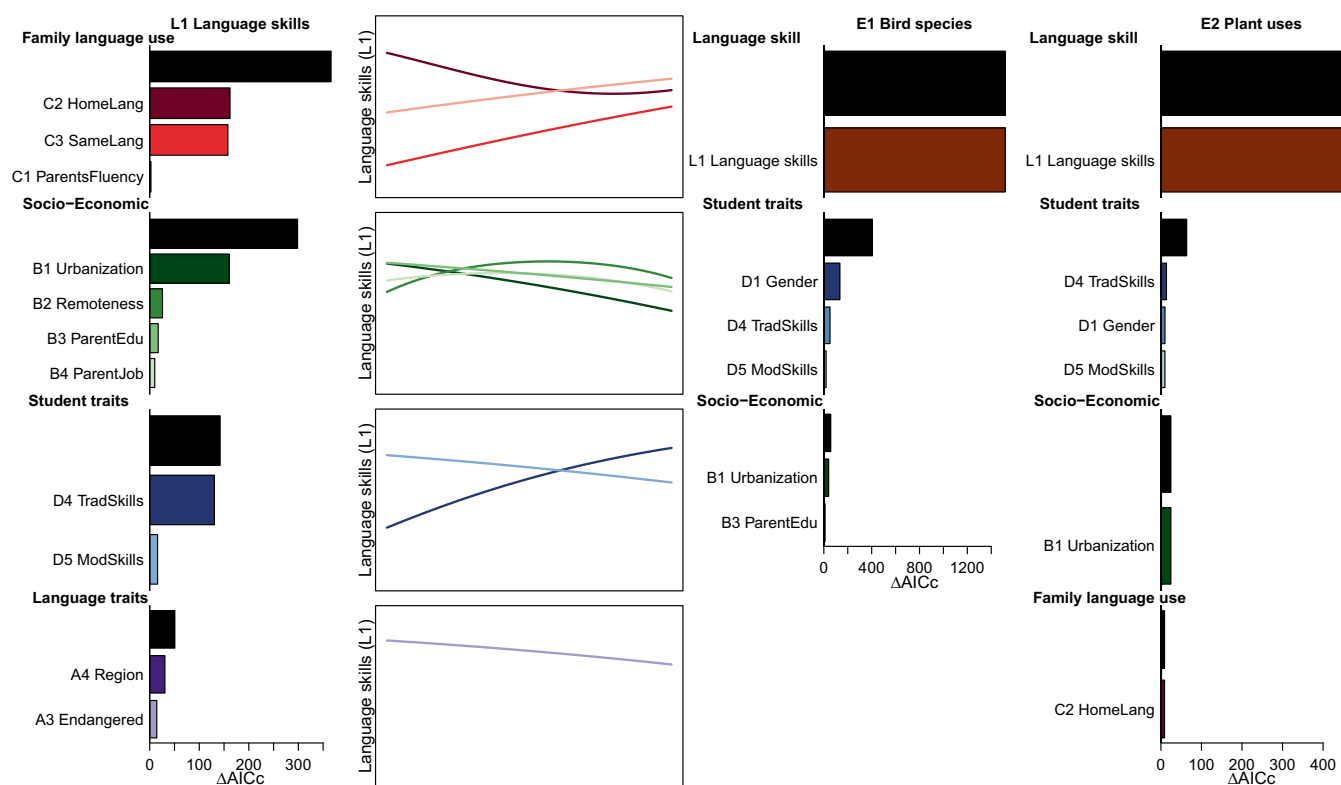 L1 Language skills
Family language use
C2 HomeLang
C3 SameLang
C1 ParentsFluency
Socio−Economic
B1 Urbanization
B2 Remoteness
B3 ParentEdu
B4 ParentJob
Student traits
D4 TradSkills
D5 ModSkills
Language traits
A4 Region
A3 Endangered
0 100 200 300
ΔAICc
Language skills (L1)
Language skills (L1)
Language skills (L1)
Language skills (L1)
E1 Bird species
Language skill
L1 Language skills
Student traits
D1 Gender
D4 TradSkills
D5 ModSkills
Socio−Economic
B1 Urbanization
B3 ParentEdu
0 400 800 1200
ΔAICc
E2 Plant uses
Language skill
L1 Language skills
Student traits
D4 TradSkills
D1 Gender
D5 ModSkills
Socio−Economic
B1 Urbanization
Family language use
C2 HomeLang
0 100 200 300 400
ΔAICc